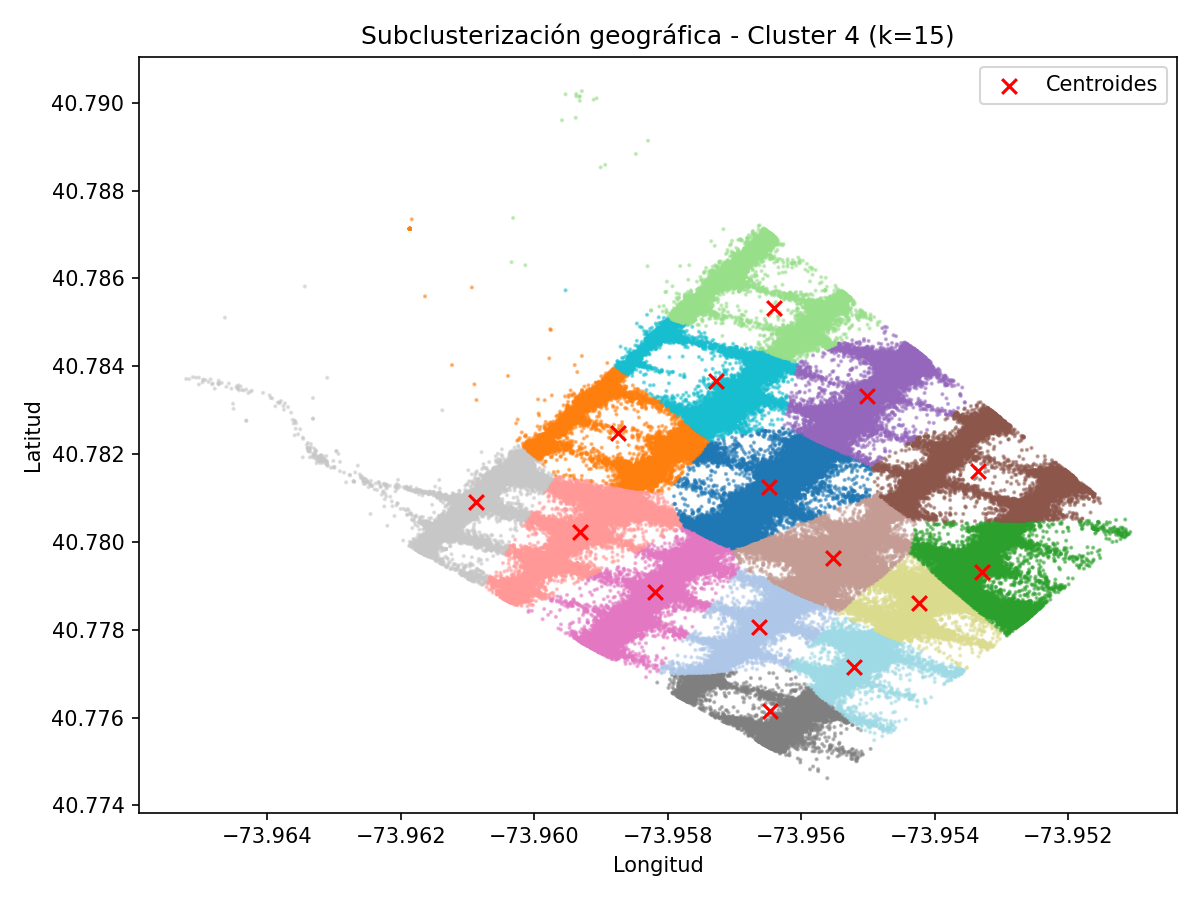 Subclusterización geográfica - Cluster 4 (k=15)
Centroides
40.790
40.788
40.786
40.784
40.782
40.780
40.778
40.776
40.774
Latitud
−73.964 −73.962 −73.960 −73.958 −73.956 −73.954 −73.952
Longitud